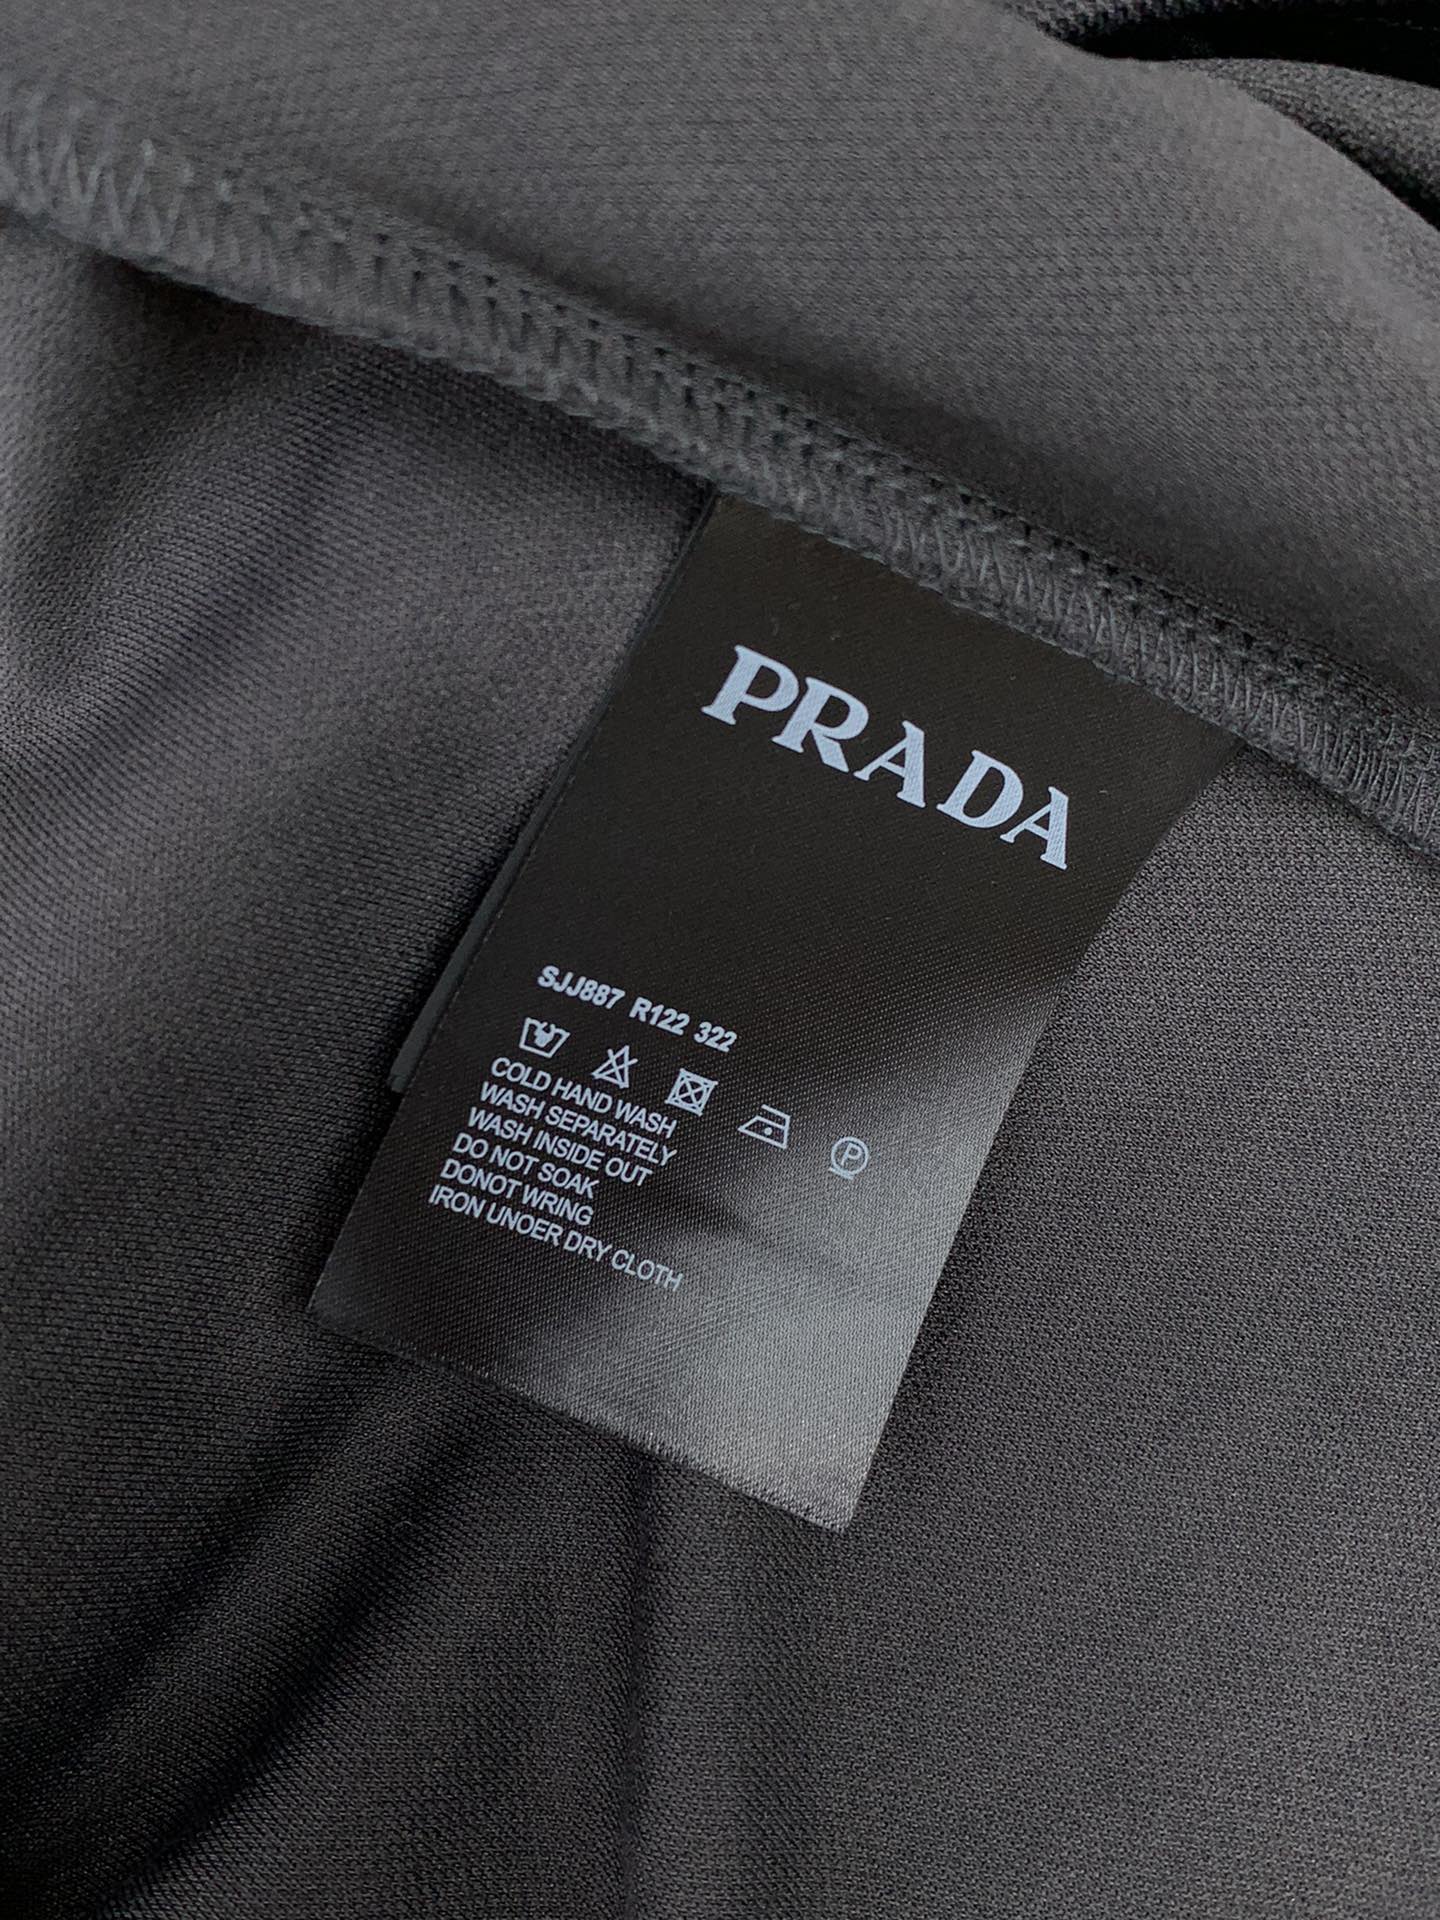 PRADA
SJJ887 R122 322
P
COLD HAND WASH
WASH SEPARATELY
WASH INSIDE OUT
DO NOT SOAK
DONOT WRING
IRON UNOER DRY CLOTH